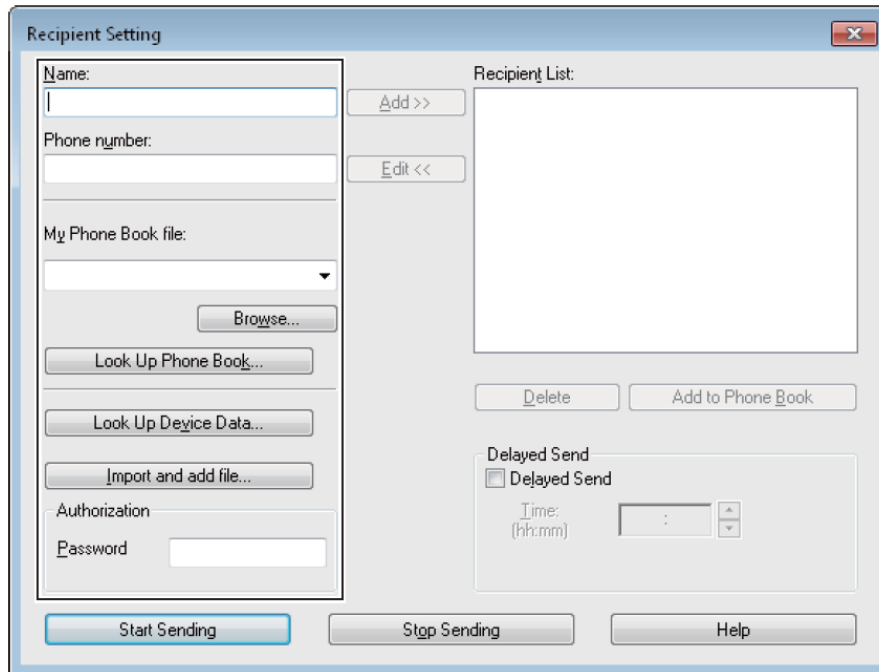 Recipient Setting
Name:
Add >>
Phone number:
Edit <<
My Phone Book file:
Browse...
Look Up Phone Book...
Look Up Device Data...
Import and add file...
Authorization
Password
Recipient List:
Delete
Add to Phone Book
Delayed Send
Delayed Send
Time:
(hh:mm)
:
Start Sending
Stop Sending
Help